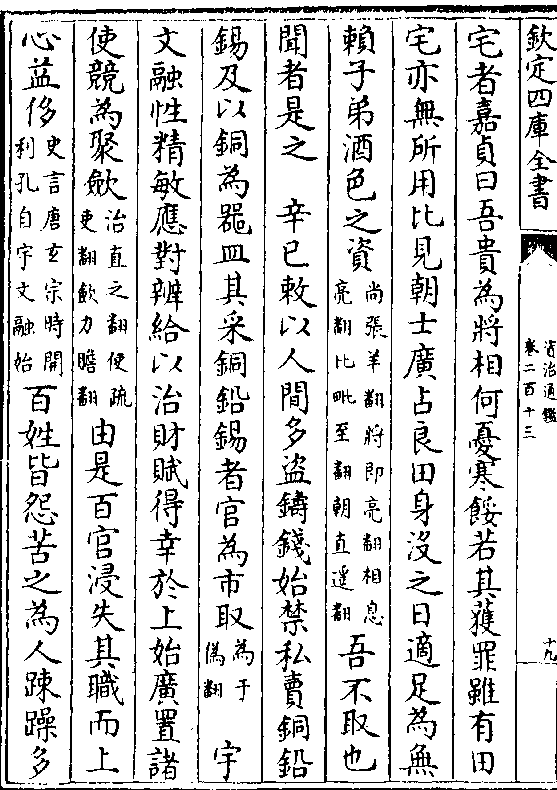 欽定四庫全書
資治通鑑
卷二百十三
十九
宅者嘉貞曰吾貴為將相何憂寒餒若其獲罪雖有田
宅亦無所用比見朝士廣占良田身沒之日適足為無
賴子弟酒色之資尚張羊翻將即亮翻相息亮翻比毗至翻朝直遥翻吾不取也
聞者是之　辛巳敕以人間多盜鑄錢始禁私賣銅鉛
錫及以銅為器皿其采銅鉛錫者官為市取為于偽翻　宇
文融性精敏應對辨給以治財賦得幸於上始廣置諸
使競為聚斂治直之翻使疏吏翻斂力贍翻由是百官浸失其職而上
心益侈史言唐玄宗時開利孔自宇文融始百姓皆怨苦之為人疎躁多